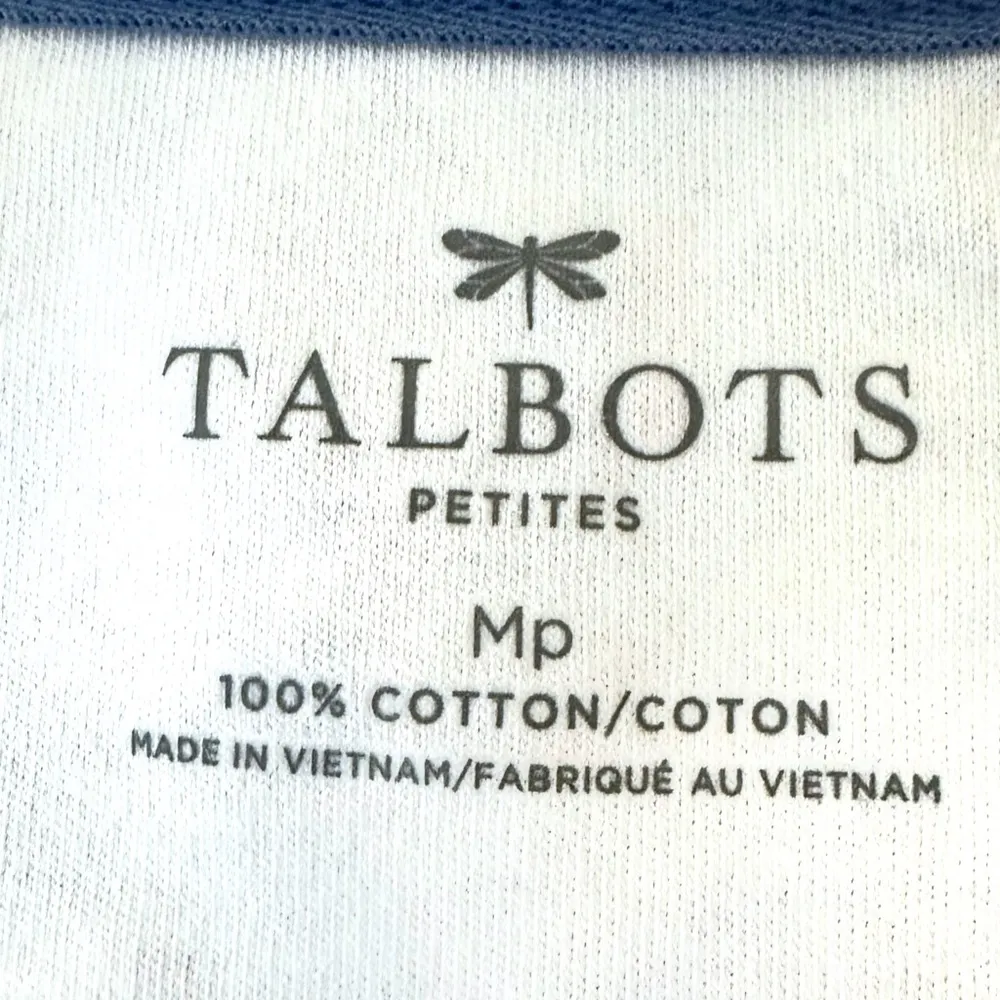 TALBOTS
PETITES
Mp
100% COTTON/COTON
MADE IN VIETNAM/FABRIQUÉ AU VIETNAM